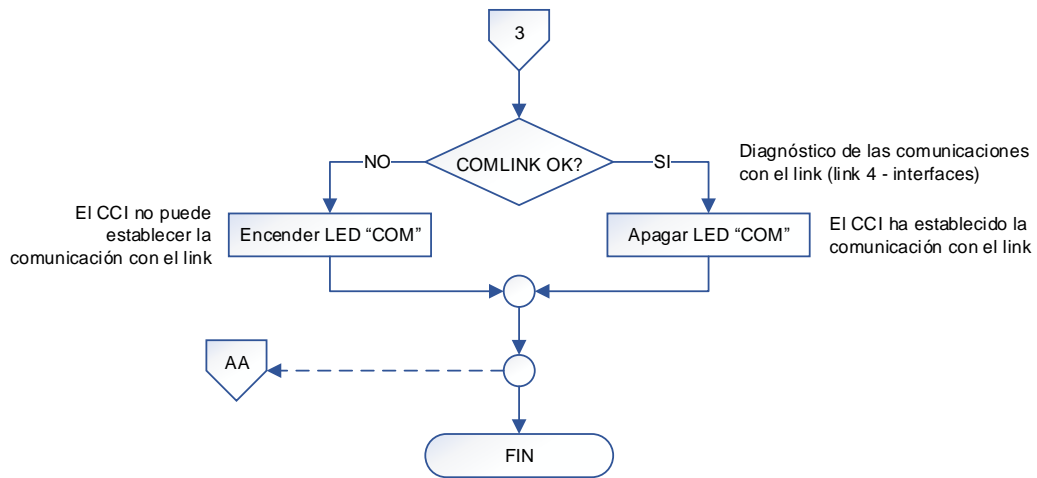 3
COMLINK OK?
NO
SI
Diagnóstico de las comunicaciones
con el link (link 4 - interfaces)
El CCI no puede
establecer la
comunicación con el link
Encender LED “COM”
Apagar LED “COM”
El CCI ha establecido la
comunicación con el link
AA
FIN